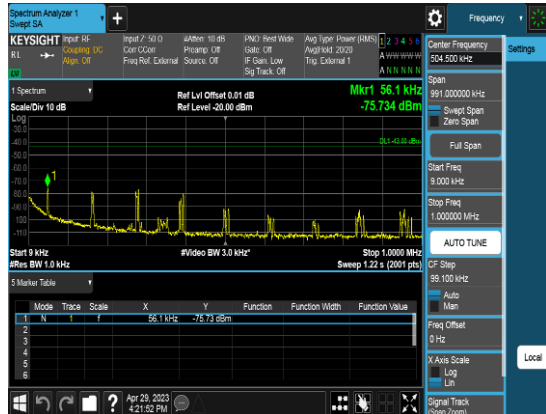 Spectrum Analyzer 1
Swept SA
+
Frequency
KEYSIGHT
RL
LV
Input: RF
Coupling: DC
Align: Off
Input Z: 50 Ω
Corr CCorr
Freq Ref: External
#Atten: 10 dB
Preamp: Off
Source: Off
PNO: Best Wide
Gate: Off
IF Gain: Low
Sig Track: Off
Avg Type: Power (RMS)
Avg|Hold: 20/20
Trig: External 1
1 2 3 4 5 6
A W W W W W
A N N N N N
1 Spectrum
Scale/Div 10 dB
Ref Lvl Offset 0.01 dB
Ref Level -20.00 dBm
Mkr1 56.1 kHz
-75.734 dBm
Log
-30.0
-40.0
DL1 -43.00 dBm
-50.0
-60.0
-70.0
1
-80.0
-90.0
-100
-110
Start 9 kHz
#Res BW 1.0 kHz
#Video BW 3.0 kHz*
Stop 1.0000 MHz
Sweep 1.22 s (2001 pts)
5 Marker Table
Mode Trace Scale X Y Function Function Width Function Value
1 N 1 f 56.1 kHz -75.73 dBm
2
3
4
5
6
Apr 29, 2023
4:21:52 PM
Center Frequency
504.500 kHz
Settings
Span
991.000000 kHz
Swept Span
Zero Span
Full Span
Start Freq
9.000 kHz
Stop Freq
1.000000 MHz
AUTO TUNE
CF Step
99.100 kHz
Auto
Man
Freq Offset
0 Hz
X Axis Scale
Log
Lin
Local
Signal Track
(Span Zoom)